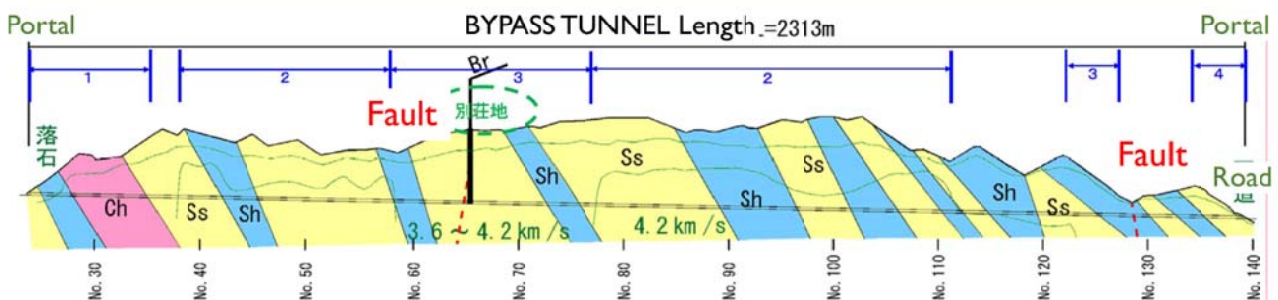 Portal
BYPASS TUNNEL Length =2313m
Portal
1
2
3
2
3
4
Br
Fault
別荘地
落石
Fault
Road
道
Ch
Ss
Sh
Sh
Ss
Sh
Ss
Sh
Ss
3.6 ～ 4.2 km/s
4.2 km/s
No. 30
No. 40
No. 50
No. 60
No. 70
No. 80
No. 90
No. 100
No. 110
No. 120
No. 130
No. 140